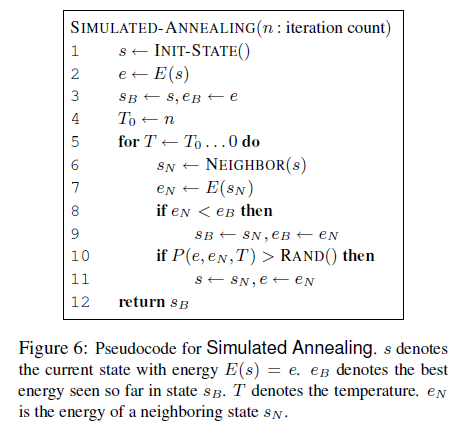 SIMULATED-ANNEALING(n : iteration count)
1 s ← INIT-STATE()
2 e ← E(s)
3 s_B ← s, e_B ← e
4 T_0 ← n
5 for T ← T_0 . . . 0 do
6 s_N ← NEIGHBOR(s)
7 e_N ← E(s_N)
8 if e_N < e_B then
9 s_B ← s_N, e_B ← e_N
10 if P(e, e_N, T) > RAND() then
11 s ← s_N, e ← e_N
12 return s_B
Figure 6: Pseudocode for Simulated Annealing. s denotes
the current state with energy E(s) = e. e_B denotes the best
energy seen so far in state s_B. T denotes the temperature. e_N
is the energy of a neighboring state s_N.